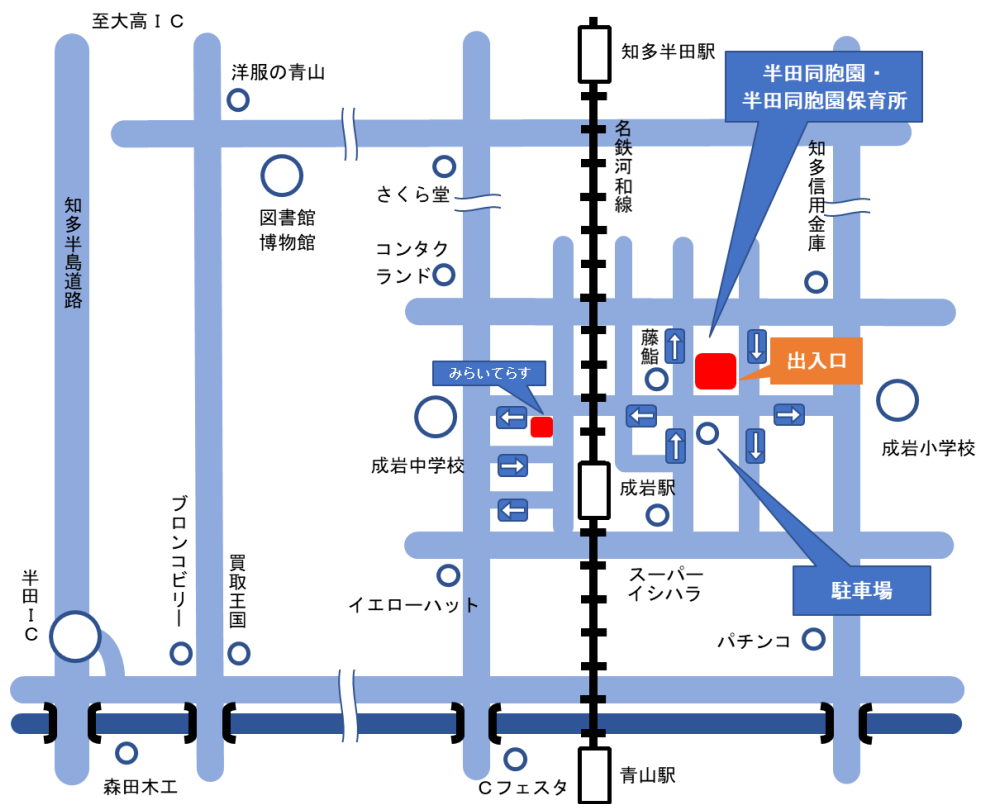 至大高ＩＣ
洋服の青山
知多半田駅
半田同胞園・
半田同胞園保育所
名鉄河和線
知多信用金庫
さくら堂
図書館
博物館
知多半島道路
コンタク
ランド
藤鮨
出入口
みらいてらす
成岩中学校
成岩小学校
成岩駅
ブロンコビリー
買取王国
半田ＩＣ
イエローハット
スーパー
イシハラ
駐車場
パチンコ
森田木工
Ｃフェスタ
青山駅